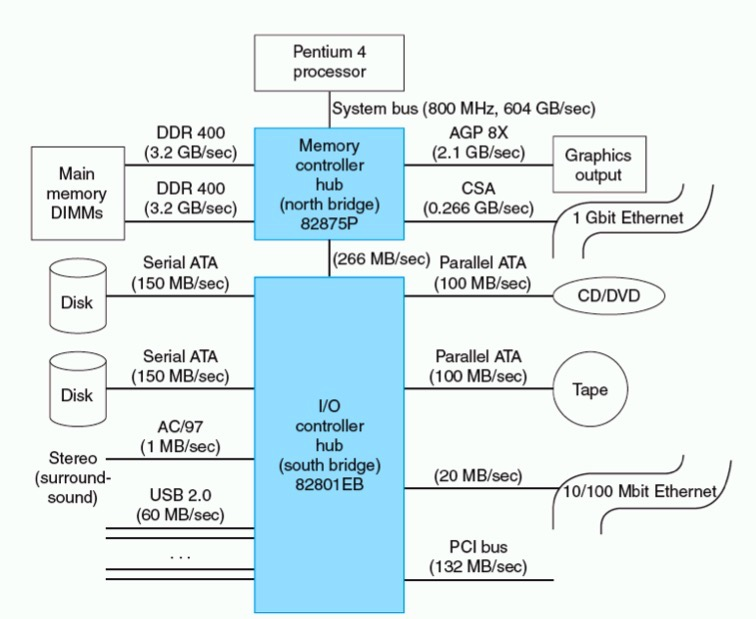 Pentium 4
processor
System bus (800 MHz, 604 GB/sec)
DDR 400
(3.2 GB/sec)
Memory
controller
hub
(north bridge)
82875P
AGP 8X
(2.1 GB/sec)
Graphics
output
Main
memory
DIMMs
DDR 400
(3.2 GB/sec)
CSA
(0.266 GB/sec)
1 Gbit Ethernet
(266 MB/sec)
Serial ATA
(150 MB/sec)
Disk
Parallel ATA
(100 MB/sec)
CD/DVD
Serial ATA
(150 MB/sec)
Disk
Parallel ATA
(100 MB/sec)
Tape
I/O
controller
hub
(south bridge)
82801EB
AC/97
(1 MB/sec)
Stereo
(surround-
sound)
USB 2.0
(60 MB/sec)
. . .
(20 MB/sec)
10/100 Mbit Ethernet
PCI bus
(132 MB/sec)